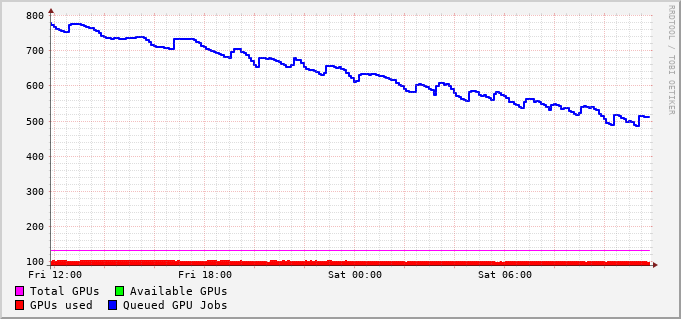 800
700
600
500
400
300
200
100
Fri 12:00 Fri 18:00 Sat 00:00 Sat 06:00
Total GPUs Available GPUs
GPUs used Queued GPU Jobs
RRDTOOL / TOBI OETIKER